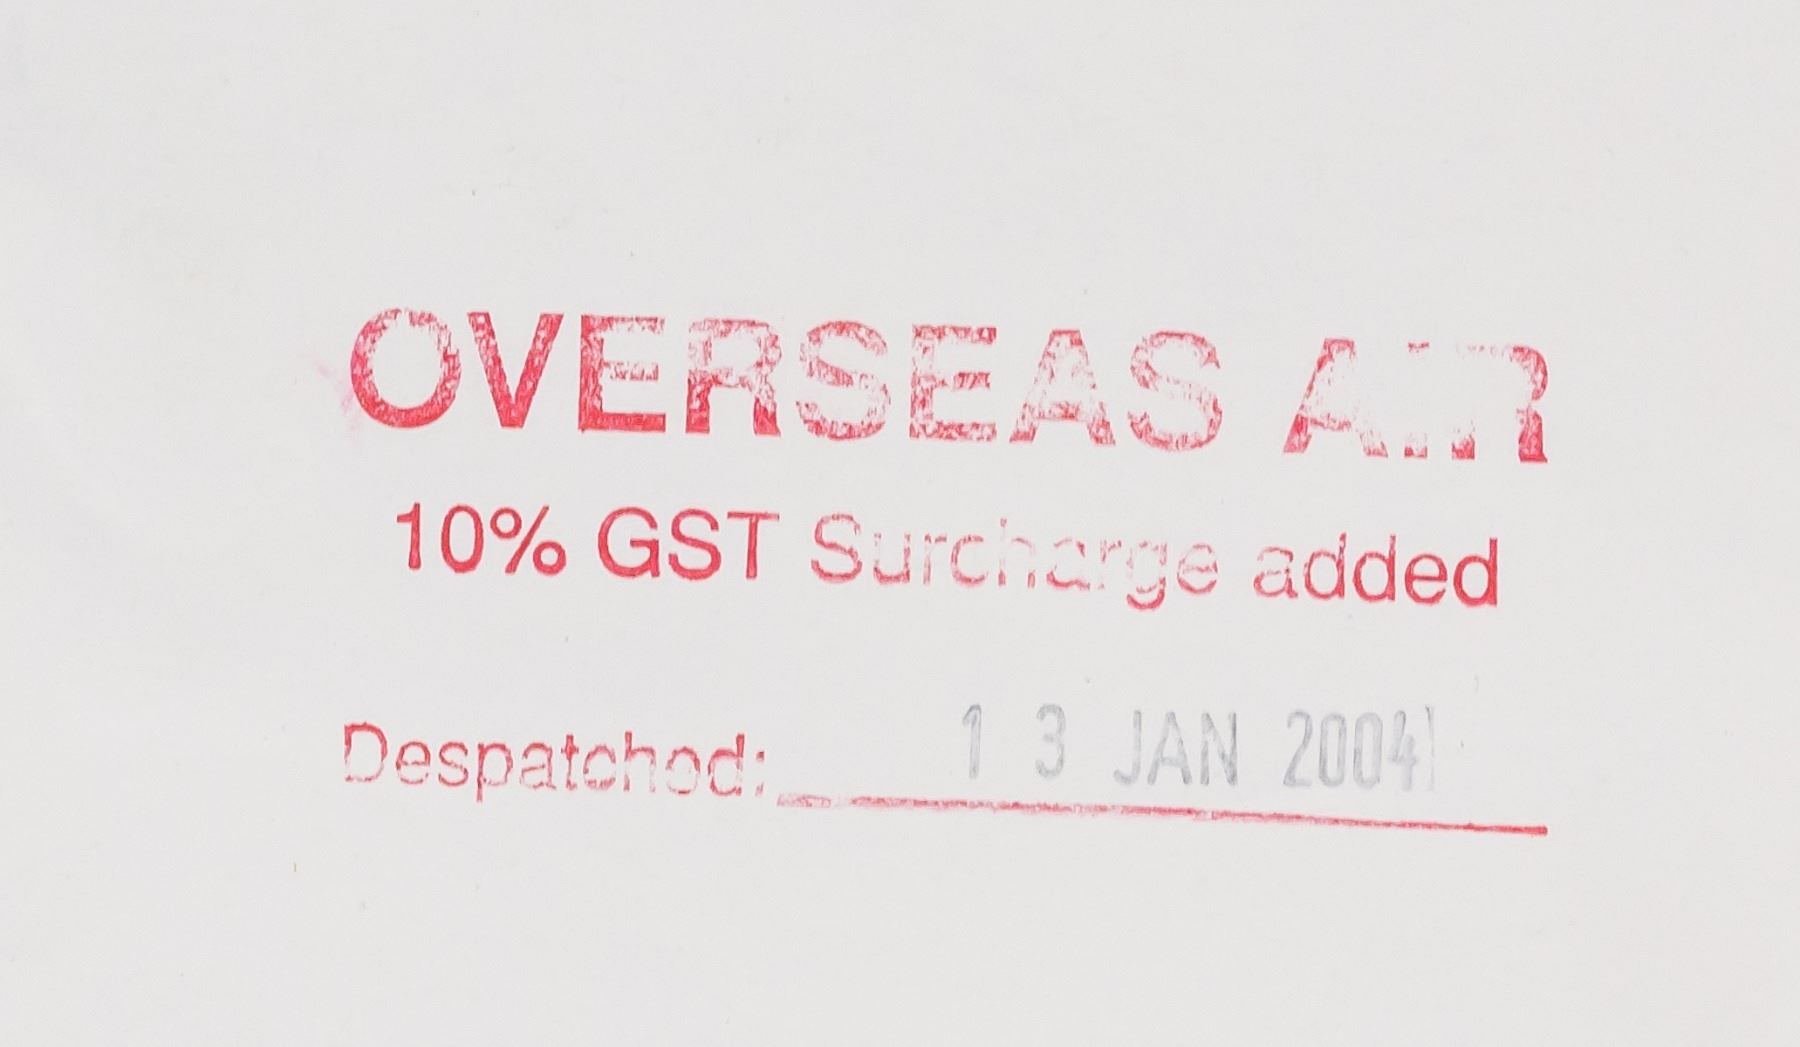 OVERSEAS AIR
10% GST Surcharge added
Despatched: 13 JAN 2004